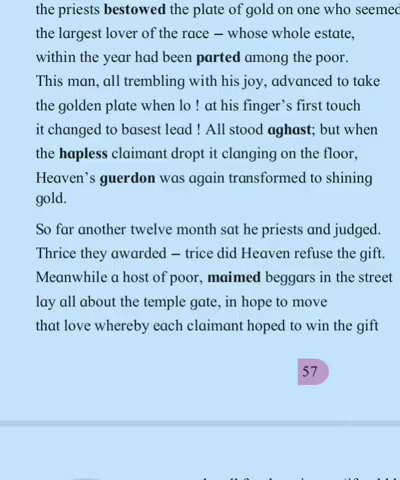 the priests bestowed the plate of gold on one who seemed
the largest lover of the race – whose whole estate,
within the year had been parted among the poor.
This man, all trembling with his joy, advanced to take
the golden plate when lo ! at his finger’s first touch
it changed to basest lead ! All stood aghast; but when
the hapless claimant dropt it clanging on the floor,
Heaven’s guerdon was again transformed to shining
gold.
So far another twelve month sat he priests and judged.
Thrice they awarded – trice did Heaven refuse the gift.
Meanwhile a host of poor, maimed beggars in the street
lay all about the temple gate, in hope to move
that love whereby each claimant hoped to win the gift
57